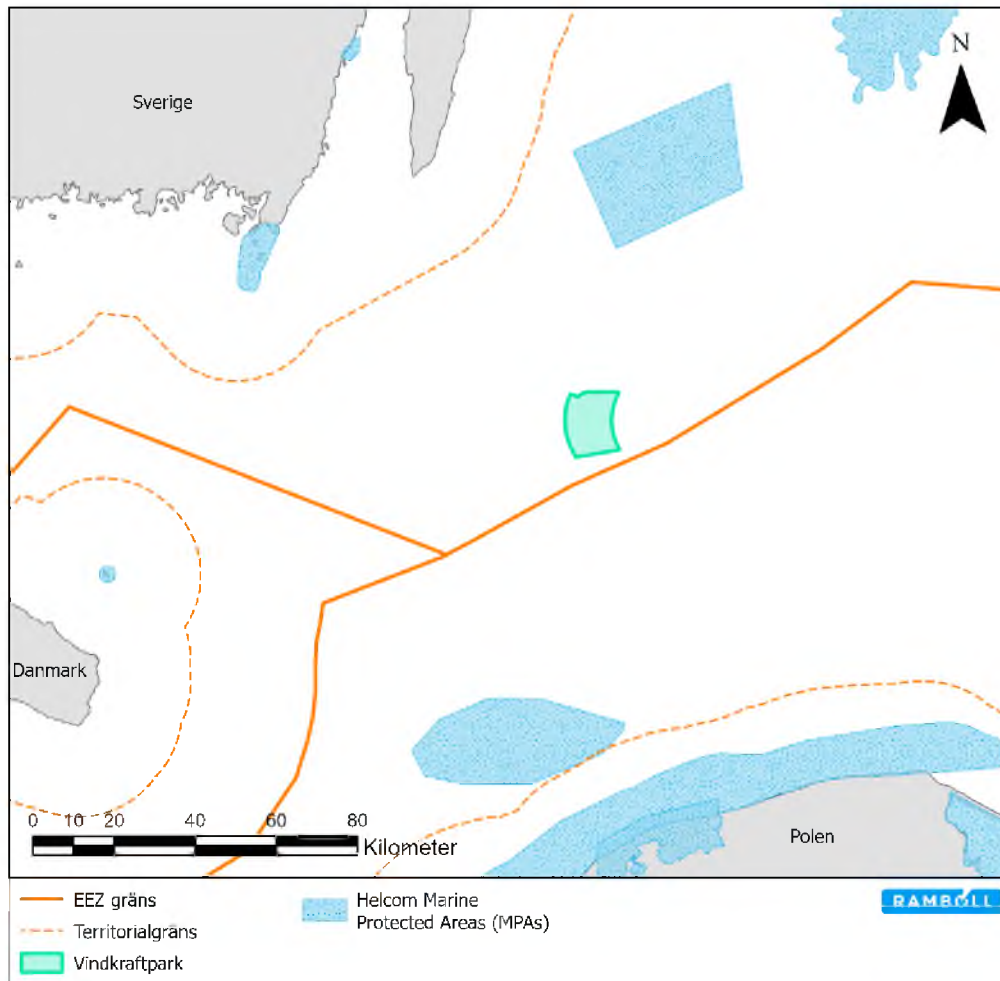 Sverige
N
Danmark
Polen
0 10 20 40 60 80
Kilometer
EEZ gräns
Territorialgräns
Vindkraftpark
Helcom Marine
Protected Areas (MPAs)
RAMBOLL